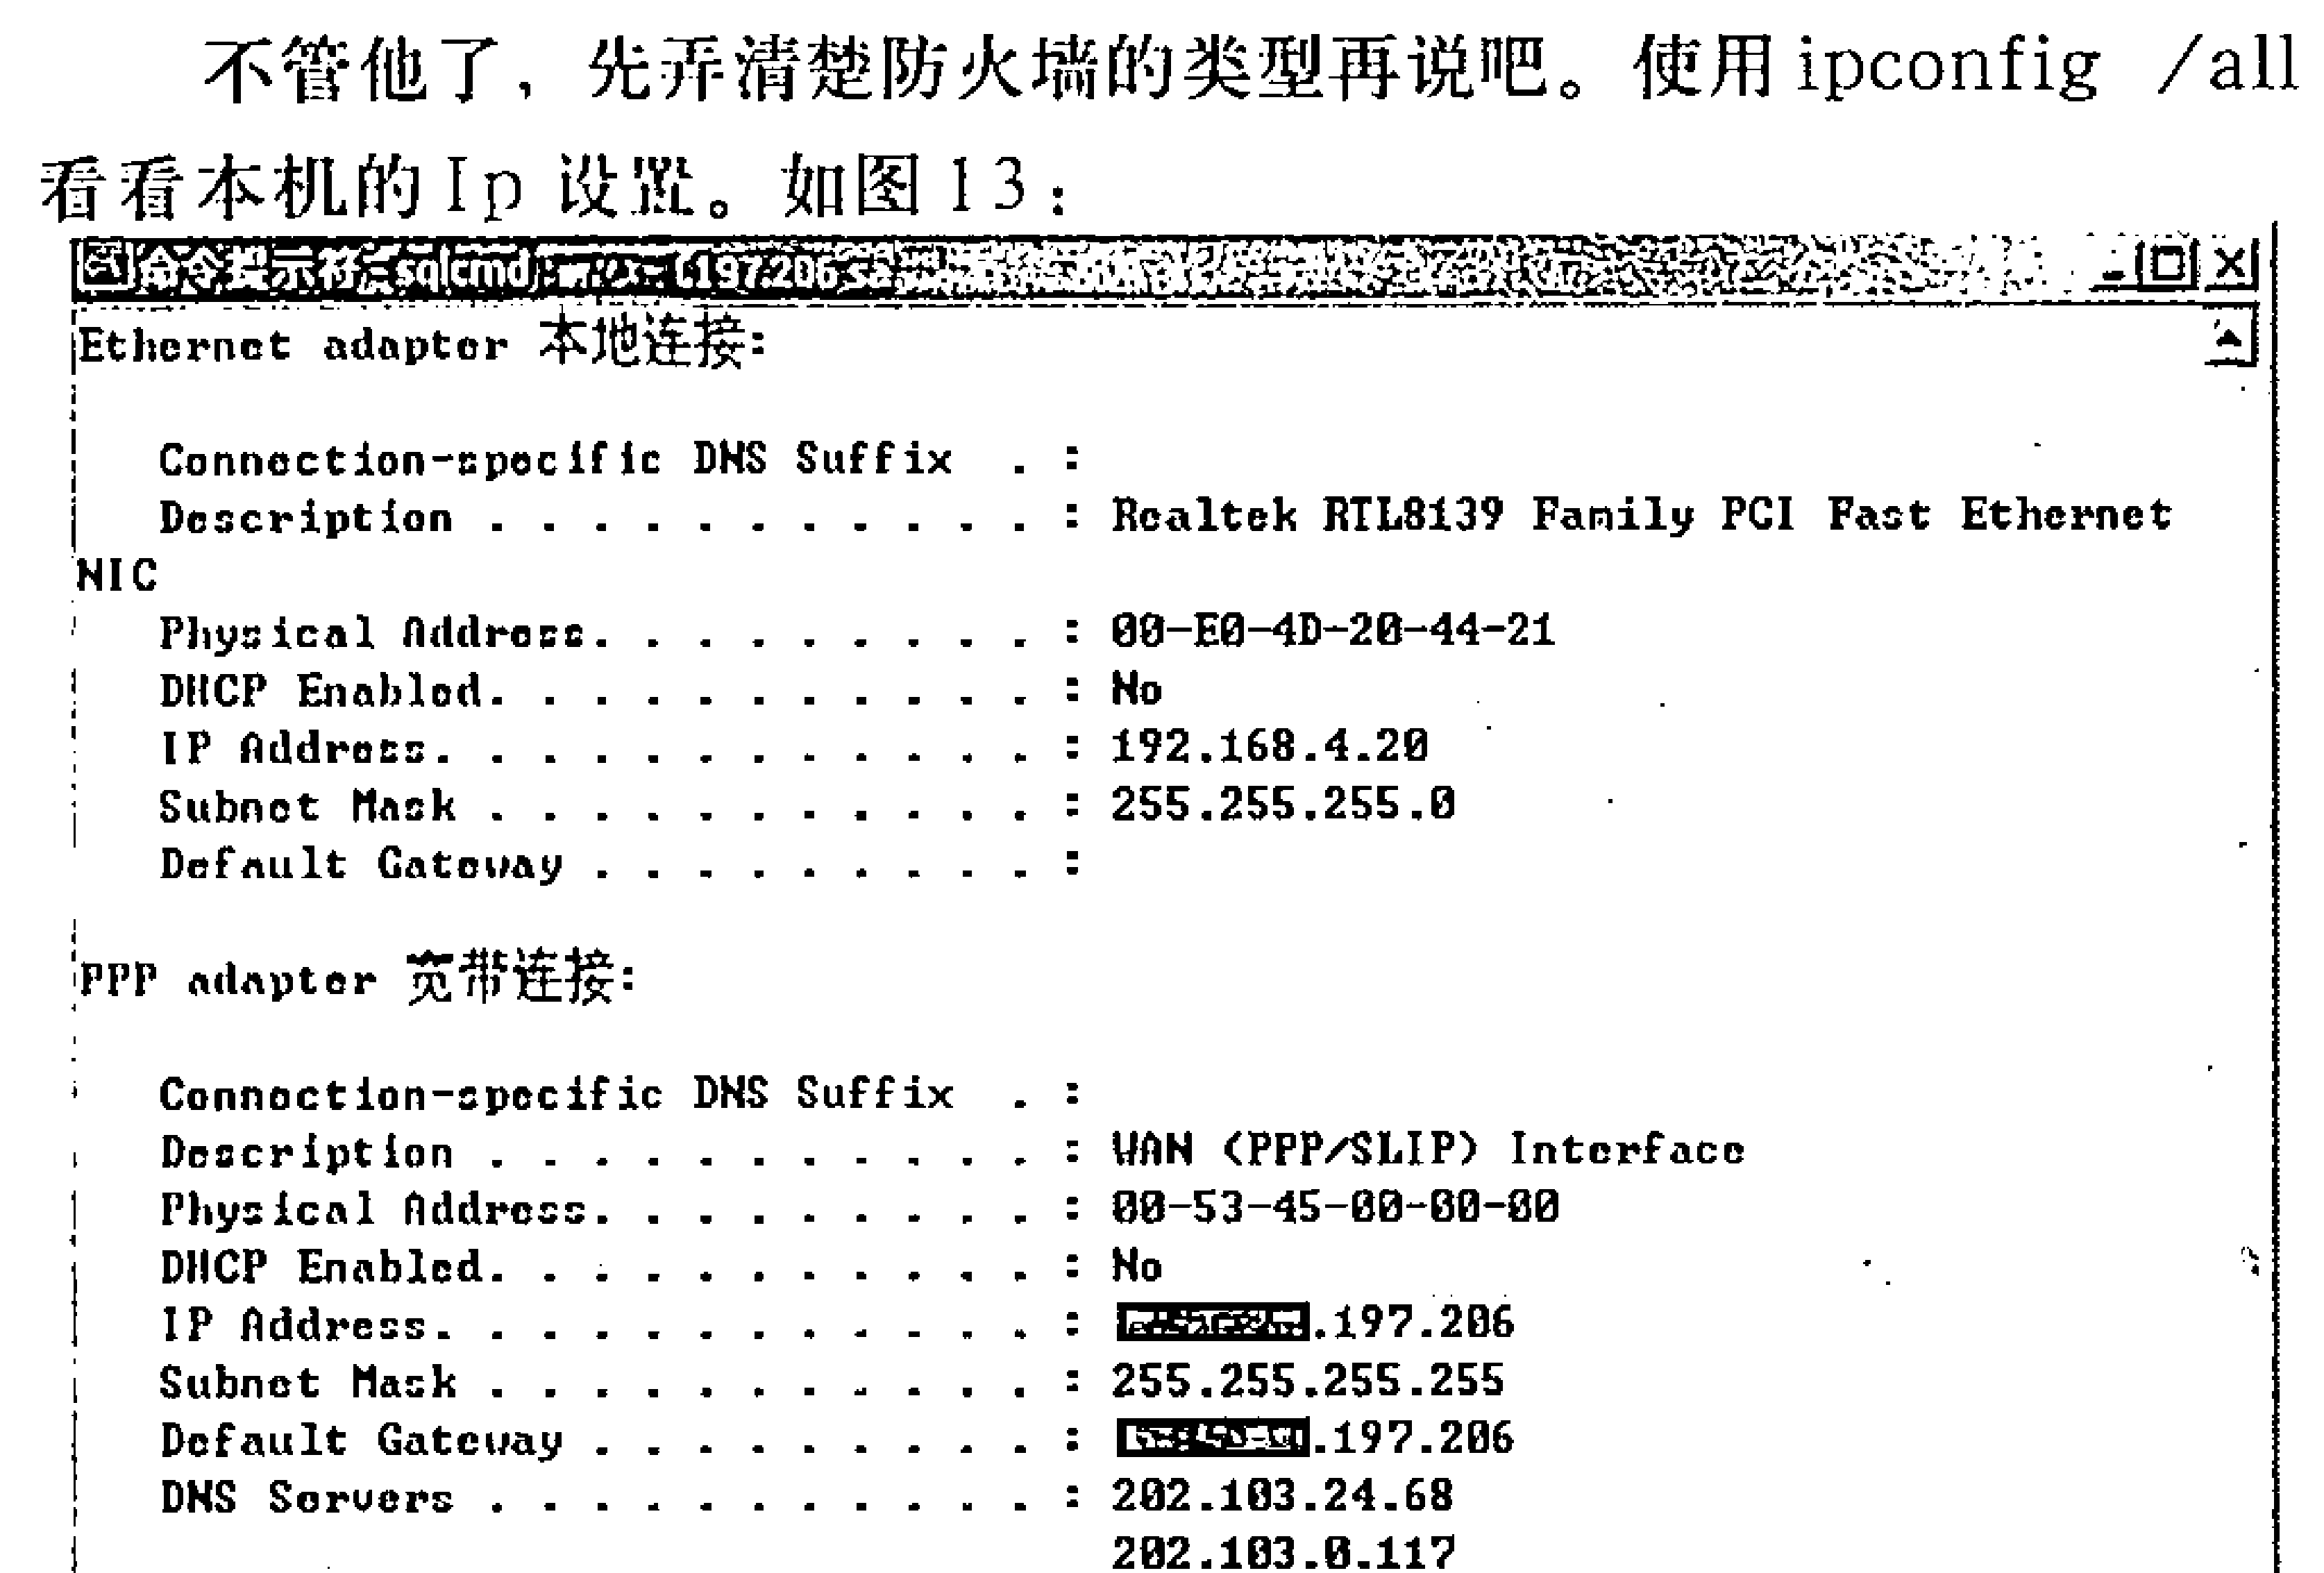 不管他了，先弄清楚防火墙的类型再说吧。使用ipconfig /all
看看本机的Ip 设置。如图13：
命令提示符 sqlcmd
Ethernet adapter 本地连接:
Connection-specific DNS Suffix . :
Description . . . . . . . . . . . : Realtek RTL8139 Family PCI Fast Ethernet
NIC
Physical Address. . . . . . . . . : 00-E0-4D-20-44-21
DHCP Enabled. . . . . . . . . . . : No
IP Address. . . . . . . . . . . . : 192.168.4.20
Subnet Mask . . . . . . . . . . . : 255.255.255.0
Default Gateway . . . . . . . . . :
PPP adapter 宽带连接:
Connection-specific DNS Suffix . :
Description . . . . . . . . . . . : WAN (PPP/SLIP) Interface
Physical Address. . . . . . . . . : 00-53-45-00-00-00
DHCP Enabled. . . . . . . . . . . : No
IP Address. . . . . . . . . . . . : .197.206
Subnet Mask . . . . . . . . . . . : 255.255.255.255
Default Gateway . . . . . . . . . : .197.206
DNS Servers . . . . . . . . . . . : 202.103.24.68
202.103.0.117